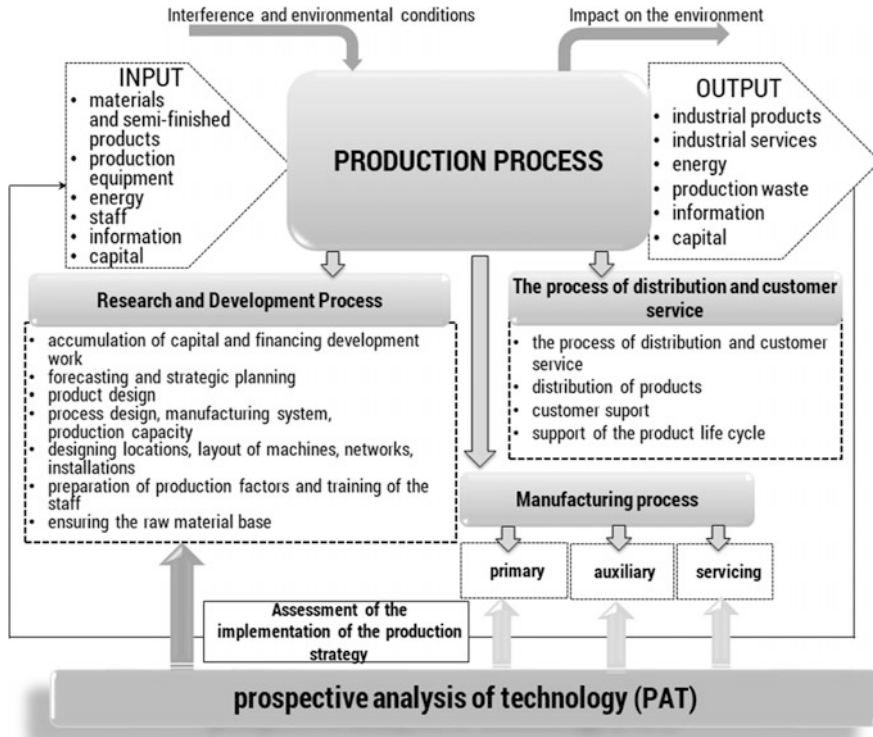 Interference and environmental conditions
Impact on the environment
INPUT
• materials
and semi-finished
products
• production
equipment
• energy
• staff
• information
• capital
PRODUCTION PROCESS
OUTPUT
• industrial products
• industrial services
• energy
• production waste
• information
• capital
Research and Development Process
• accumulation of capital and financing development
work
• forecasting and strategic planning
• product design
• process design, manufacturing system,
production capacity
• designing locations, layout of machines, networks,
installations
• preparation of production factors and training of the
staff
• ensuring the raw material base
The process of distribution and customer
service
• the process of distribution and customer
service
• distribution of products
• customer suport
• support of the product life cycle
Manufacturing process
primary
auxiliary
servicing
Assessment of the
implementation of the production
strategy
prospective analysis of technology (PAT)